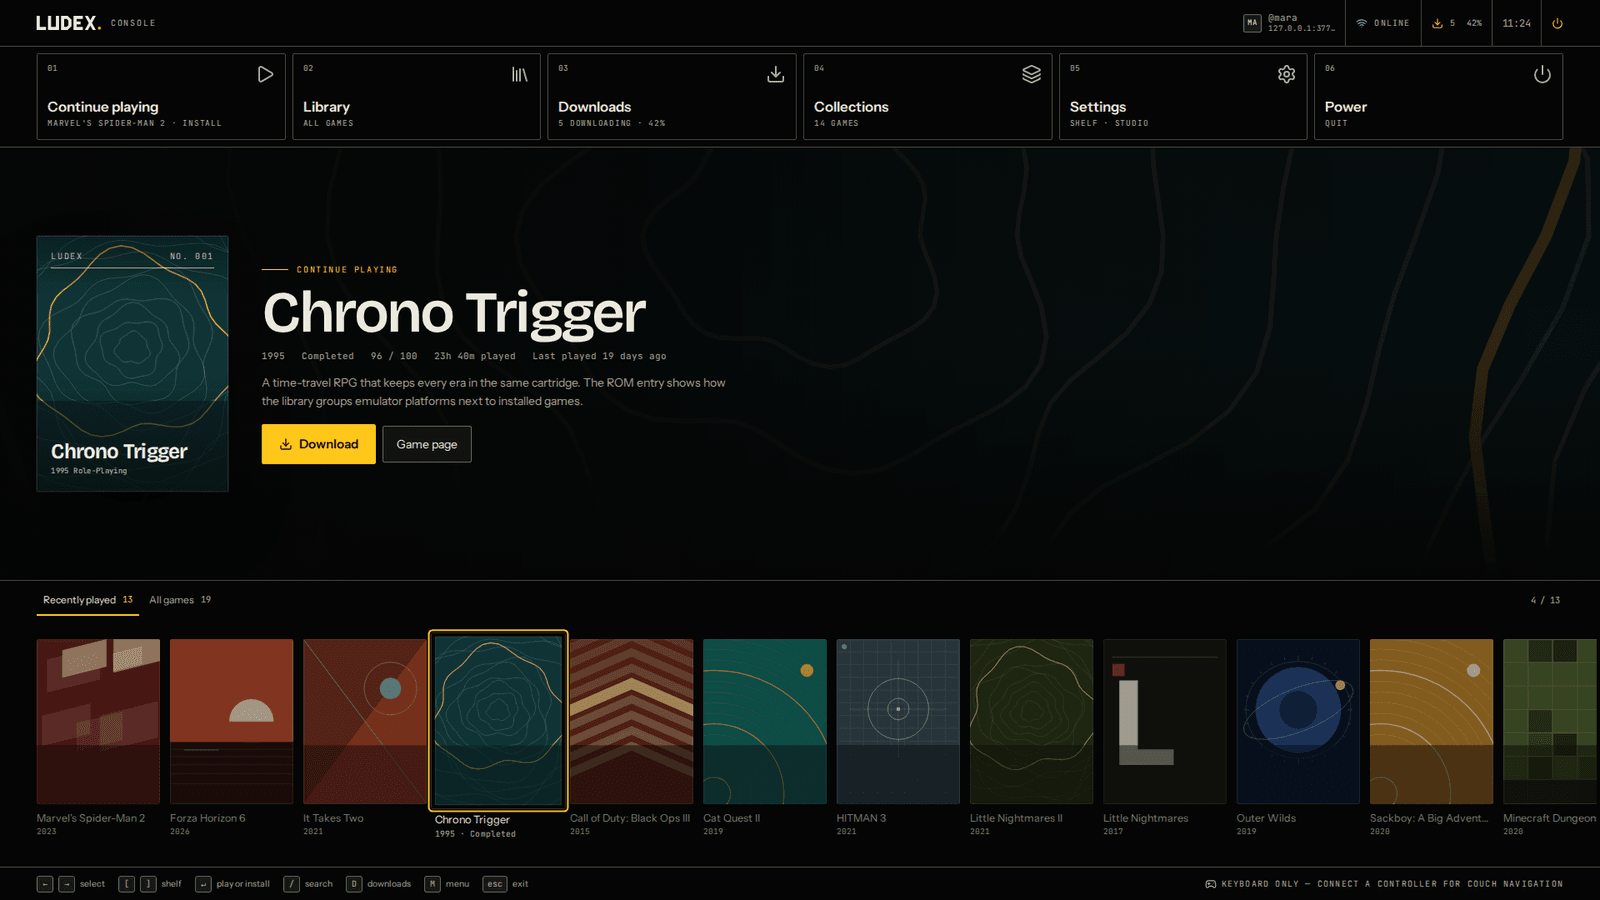 LUDEX. CONSOLE
MA @mara
127.0.0.1:377…
ONLINE
5 42%
11:24
01
Continue playing
MARVEL'S SPIDER-MAN 2 · INSTALL
02
Library
ALL GAMES
03
Downloads
5 DOWNLOADING · 42%
04
Collections
14 GAMES
05
Settings
SHELF · STUDIO
06
Power
QUIT
LUDEX NO. 001
Chrono Trigger
1995 Role-Playing
CONTINUE PLAYING
Chrono Trigger
1995 Completed 96 / 100 23h 40m played Last played 19 days ago
A time-travel RPG that keeps every era in the same cartridge. The ROM entry shows how
the library groups emulator platforms next to installed games.
Download
Game page
Recently played 13 All games 19
4 / 13
Marvel's Spider-Man 2
2023
Forza Horizon 6
2026
It Takes Two
2021
Chrono Trigger
1995 · Completed
Call of Duty: Black Ops III
2015
Cat Quest II
2019
HITMAN 3
2021
Little Nightmares II
2021
Little Nightmares
2017
Outer Wilds
2019
Sackboy: A Big Advent…
2020
Minecraft Dungeon
2020
← → select [ ] shelf ↵ play or install / search D downloads M menu esc exit
KEYBOARD ONLY — CONNECT A CONTROLLER FOR COUCH NAVIGATION